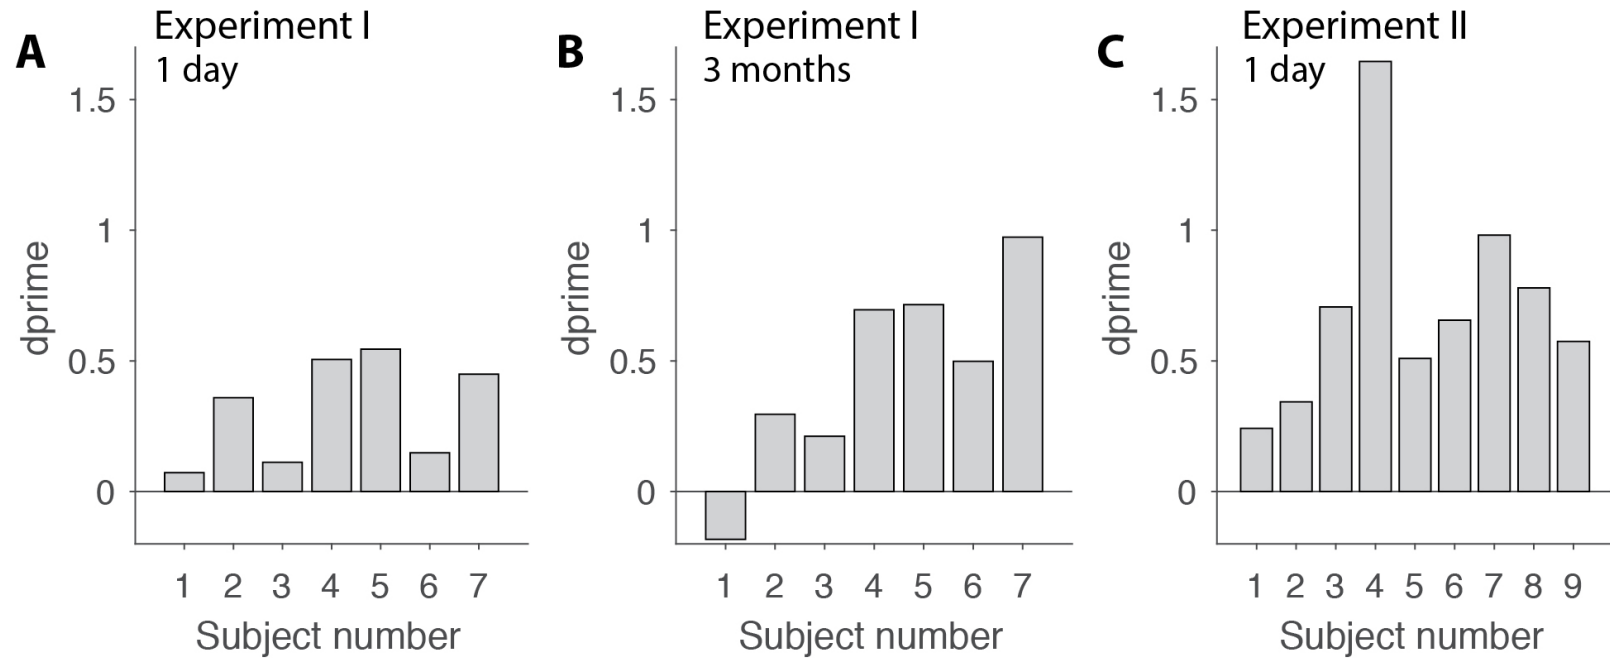 A
Experiment I
1 day
1.5
1
0.5
0
dprime
1 2 3 4 5 6 7
Subject number
B
Experiment I
3 months
1.5
1
0.5
0
dprime
1 2 3 4 5 6 7
Subject number
C
Experiment II
1 day
1.5
1
0.5
0
dprime
1 2 3 4 5 6 7 8 9
Subject number